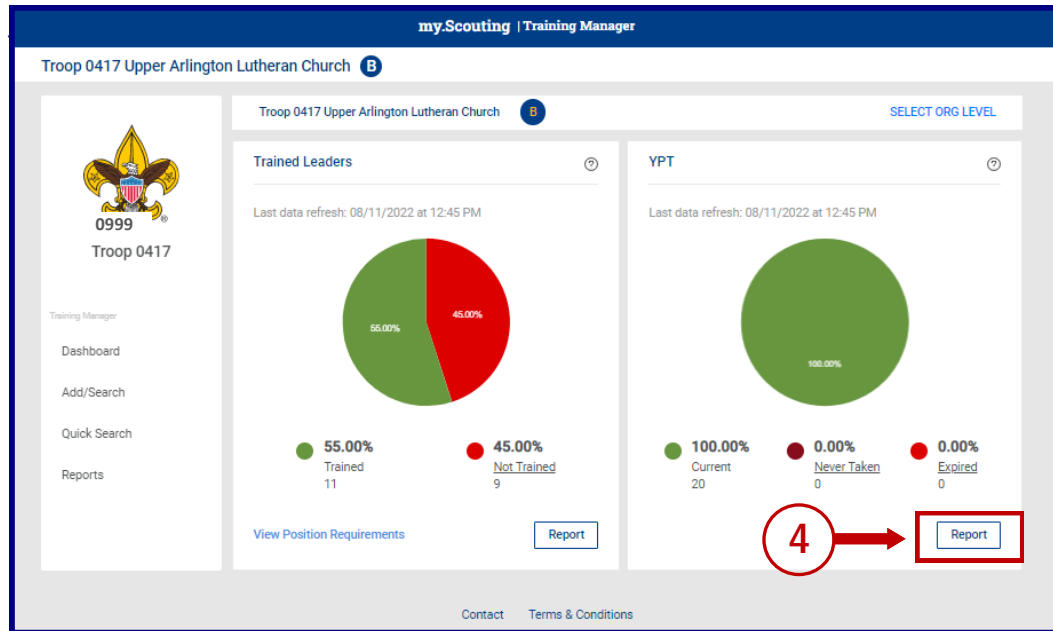 my.Scouting | Training Manager
Troop 0417 Upper Arlington Lutheran Church B
0999
®
Troop 0417
Training Manager
Dashboard
Add/Search
Quick Search
Reports
Troop 0417 Upper Arlington Lutheran Church B SELECT ORG LEVEL
Trained Leaders ?
Last data refresh: 08/11/2022 at 12:45 PM
45.00%
55.00%
55.00% 45.00%
Trained Not Trained
11 9
View Position Requirements Report
YPT ?
Last data refresh: 08/11/2022 at 12:45 PM
100.00%
100.00% 0.00% 0.00%
Current Never Taken Expired
20 0 0
4 Report
Contact Terms & Conditions